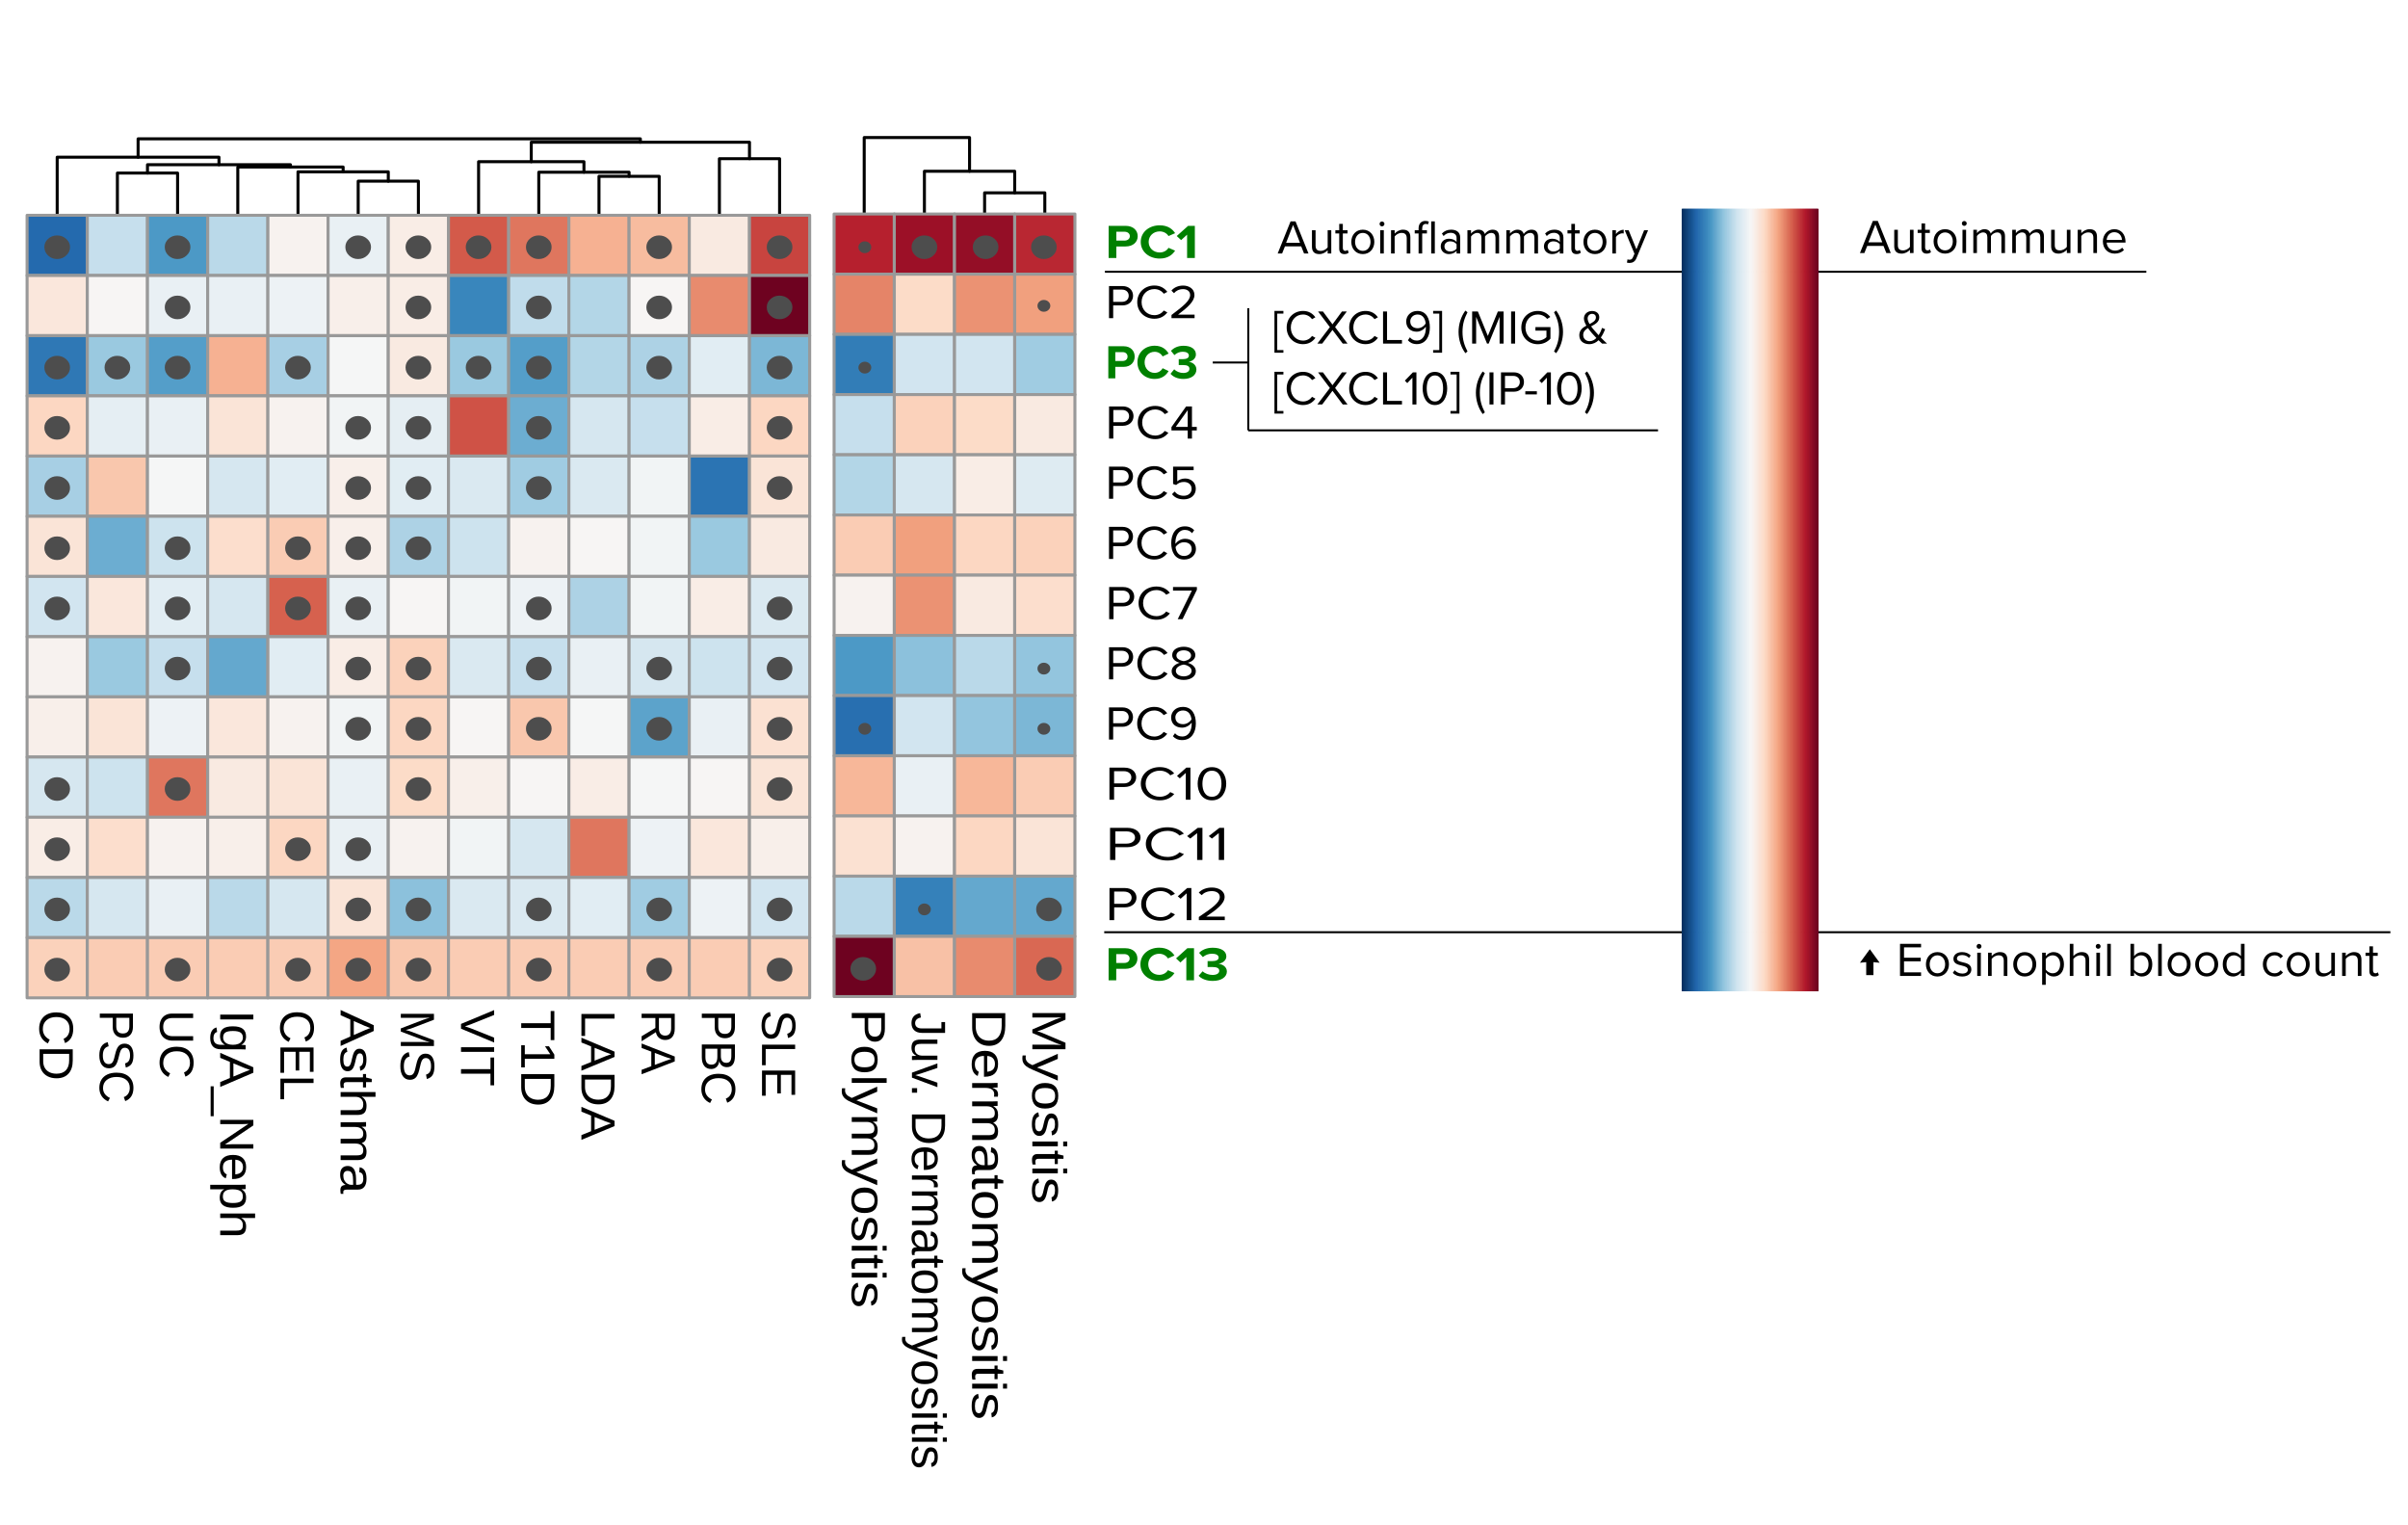 PC1
Autoinflammatory
Autoimmune
PC2
[CXCL9] (MIG) &
PC3
[CXCL10] (IP-10)
PC4
PC5
PC6
PC7
PC8
PC9
PC10
PC11
PC12
PC13
Eosinophil blood count
CD
PSC
UC
IgA_Neph
CEL
Asthma
MS
VIT
T1D
LADA
RA
PBC
SLE
Polymyositis
Juv. Dermatomyositis
Dermatomyositis
Myositis